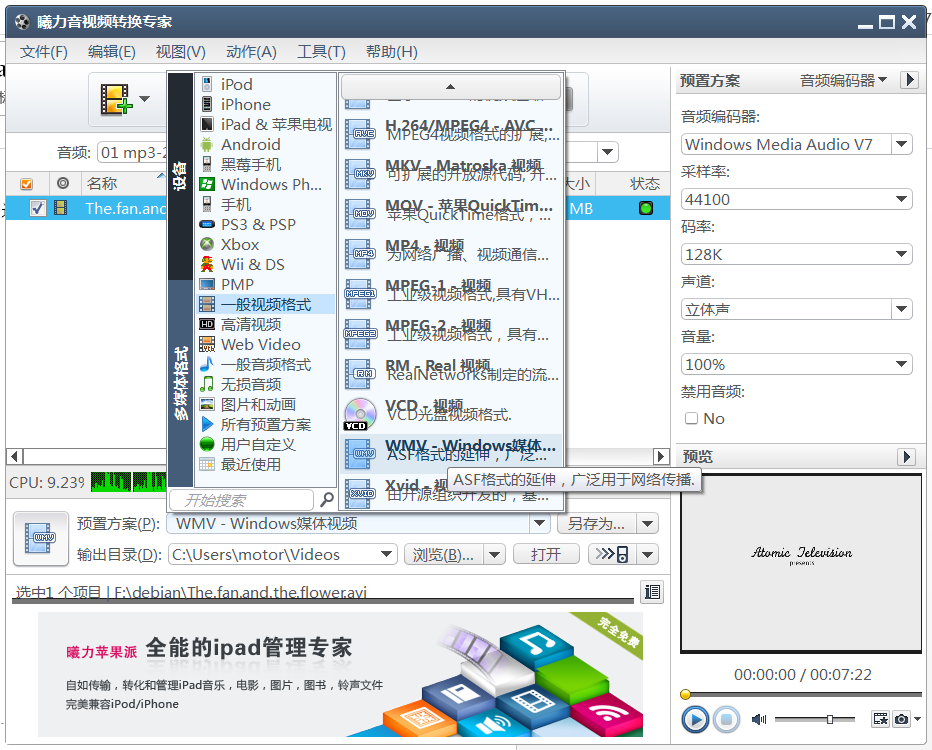 曦力音视频转换专家
文件(F) 编辑(E) 视图(V) 动作(A) 工具(T) 帮助(H)
音频: 01 mp3-2
名称
大小 状态
The.fan.and
MB
设备
iPod
iPhone
iPad & 苹果电视
Android
黑莓手机
Windows Ph...
手机
PS3 & PSP
Xbox
Wii & DS
PMP
多媒体格式
一般视频格式
高清视频
Web Video
一般音频格式
无损音频
图片和动画
所有预置方案
用户自定义
最近使用
开始搜索
H.264/MPEG4 - AVC...
MPEG4视频格式的扩展,...
MKV - Matroska 视频
可扩展的开放源代码, 开...
MOV - 苹果QuickTim...
苹果QuickTime格式，...
MP4 - 视频
为网络广播、视频通信...
MPEG-1 - 视频
工业级视频格式,具有VH...
MPEG-2 - 视频
工业级视频格式，具有...
RM - Real 视频
RealNetworks制定的流...
VCD - 视频
VCD光盘视频格式.
WMV - Windows媒体...
ASF格式的延伸，广泛...
Xvid - 视
由开源组织开发的，基...
ASF格式的延伸，广泛用于网络传播.
预置方案 音频编码器
音频编码器:
Windows Media Audio V7
采样率:
44100
码率:
128K
声道:
立体声
音量:
100%
禁用音频:
No
预览
Atomic Television
presents
00:00:00 / 00:07:22
CPU: 9.23%
预置方案(P): WMV - Windows媒体视频 另存为...
输出目录(D): C:\Users\motor\Videos 浏览(B)... 打开
选中1 个项目 | F:\debian\The.fan.and.the.flower.avi
曦力苹果派 全能的ipad管理专家
自如传输，转化和管理iPad音乐，电影，图片，图书，铃声文件
完美兼容iPod/iPhone
完全免费